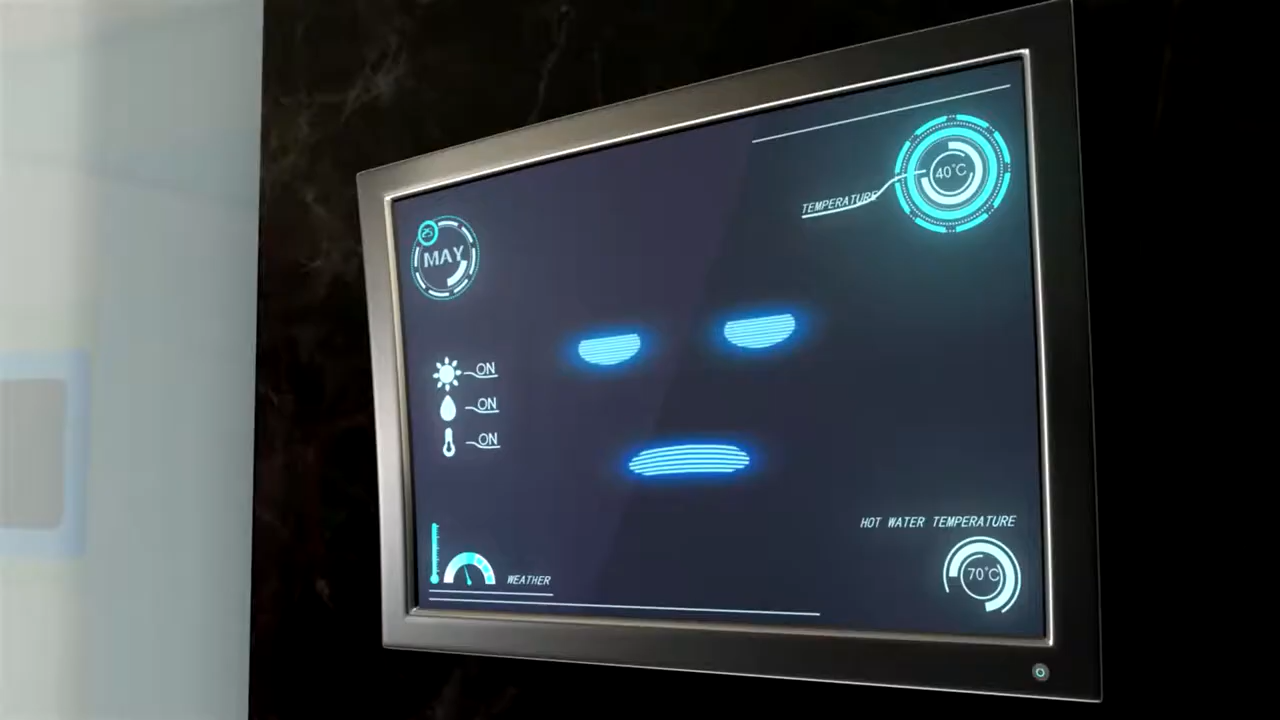 25
MAY
TEMPERATURE
40°C
ON
ON
ON
WEATHER
HOT WATER TEMPERATURE
70°C